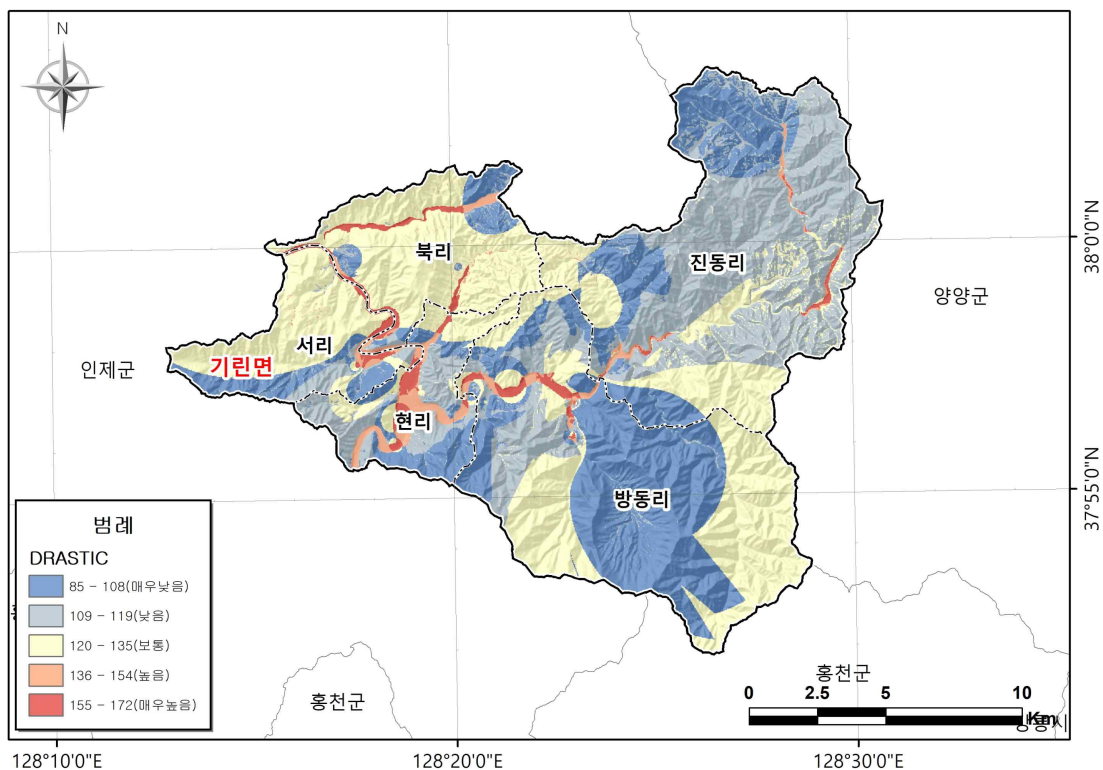 N
북리
진동리
양양군
서리
기린면
인제군
현리
방동리
38°0'0"N
37°55'0"N
범례
DRASTIC
85 - 108(매우낮음)
109 - 119(낮음)
120 - 135(보통)
136 - 154(높음)
155 - 172(매우높음)
홍천군
홍천군
0 2.5 5 10
Km
128°10'0"E 128°20'0"E 128°30'0"E